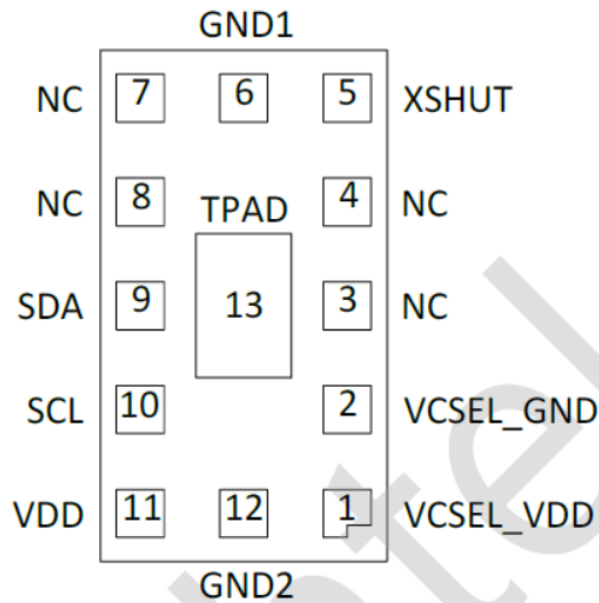 GND1
NC 7 6 5 XSHUT
NC 8 TPAD 4 NC
SDA 9 13 3 NC
SCL 10 2 VCSEL_GND
VDD 11 12 1 VCSEL_VDD
GND2